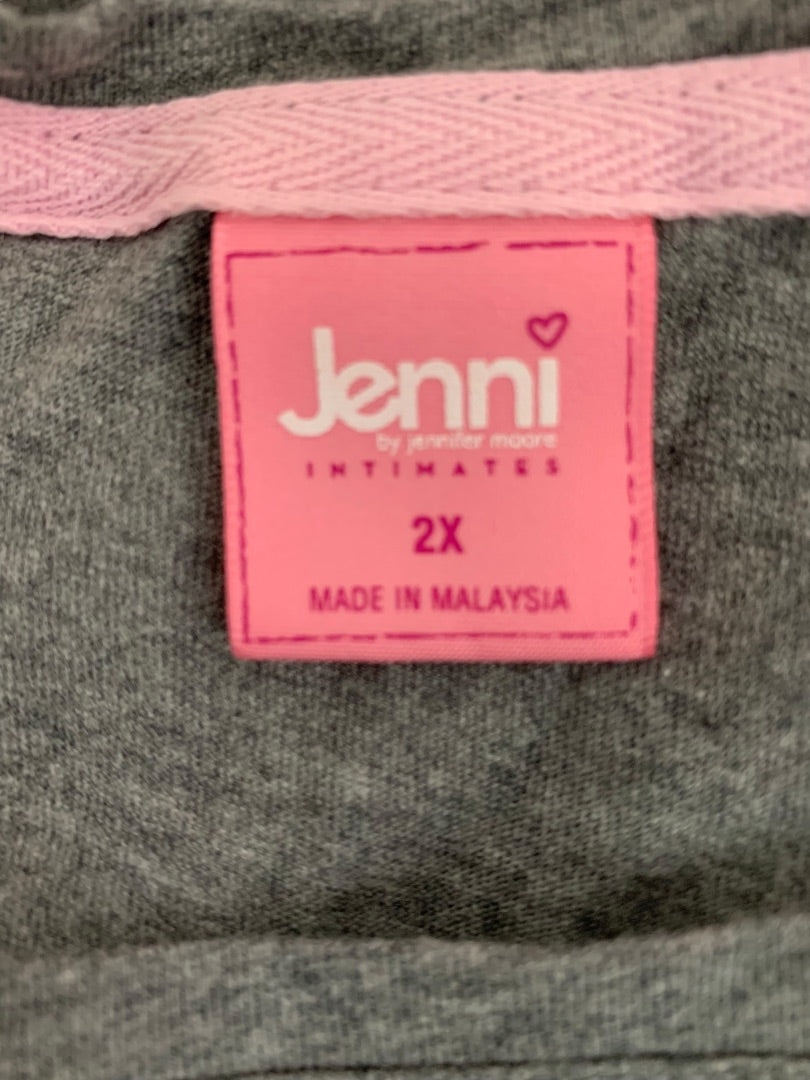 Jenni
by jennifer moore
INTIMATES
2X
MADE IN MALAYSIA